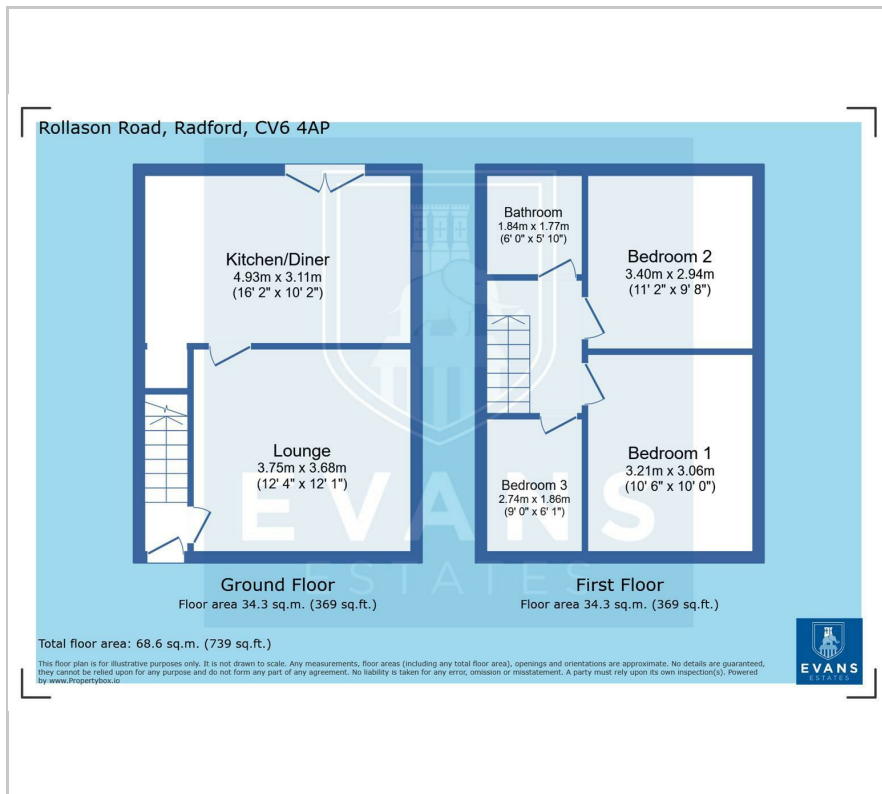 Rollason Road, Radford, CV6 4AP
Kitchen/Diner
4.93m x 3.11m
(16' 2" x 10' 2")
Lounge
3.75m x 3.68m
(12' 4" x 12' 1")
Bathroom
1.84m x 1.77m
(6' 0" x 5' 10")
Bedroom 2
3.40m x 2.94m
(11' 2" x 9' 8")
Bedroom 3
2.74m x 1.86m
(9' 0" x 6' 1")
Bedroom 1
3.21m x 3.06m
(10' 6" x 10' 0")
EVANS
ESTATES
Ground Floor
Floor area 34.3 sq.m. (369 sq.ft.)
First Floor
Floor area 34.3 sq.m. (369 sq.ft.)
Total floor area: 68.6 sq.m. (739 sq.ft.)
This floor plan is for illustrative purposes only. It is not drawn to scale. Any measurements, floor areas (including any total floor area), openings and orientations are approximate. No details are guaranteed,
they cannot be relied upon for any purpose and do not form any part of any agreement. No liability is taken for any error, omission or misstatement. A party must rely upon its own inspection(s). Powered
by www.Propertybox.io
EVANS
ESTATES